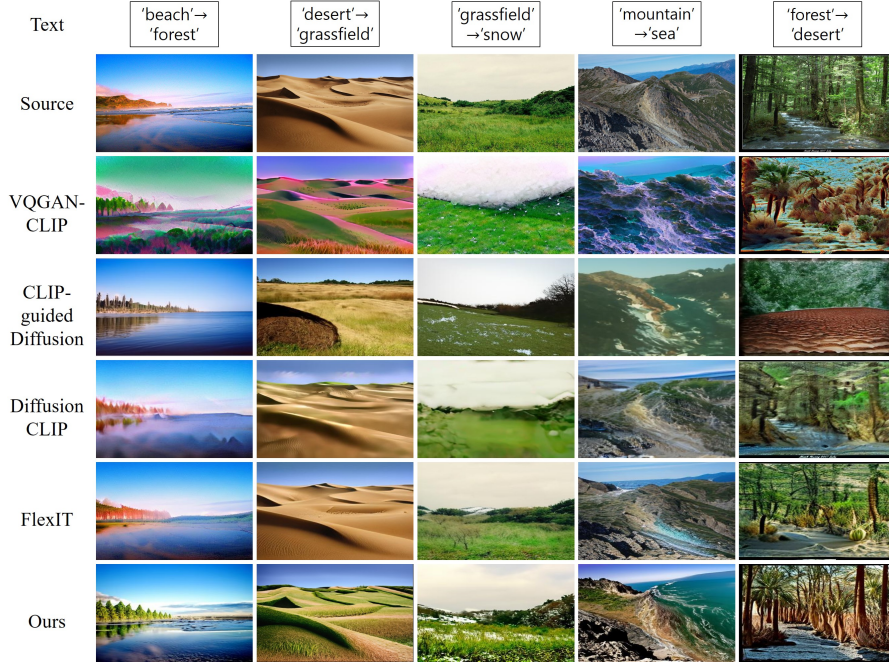 Text
'beach'→
'forest'
'desert'→
'grassfield'
'grassfield'
→'snow'
'mountain'
→'sea'
'forest'→
'desert'
Source
VQGAN-
CLIP
CLIP-
guided
Diffusion
Diffusion
CLIP
FlexIT
Ours